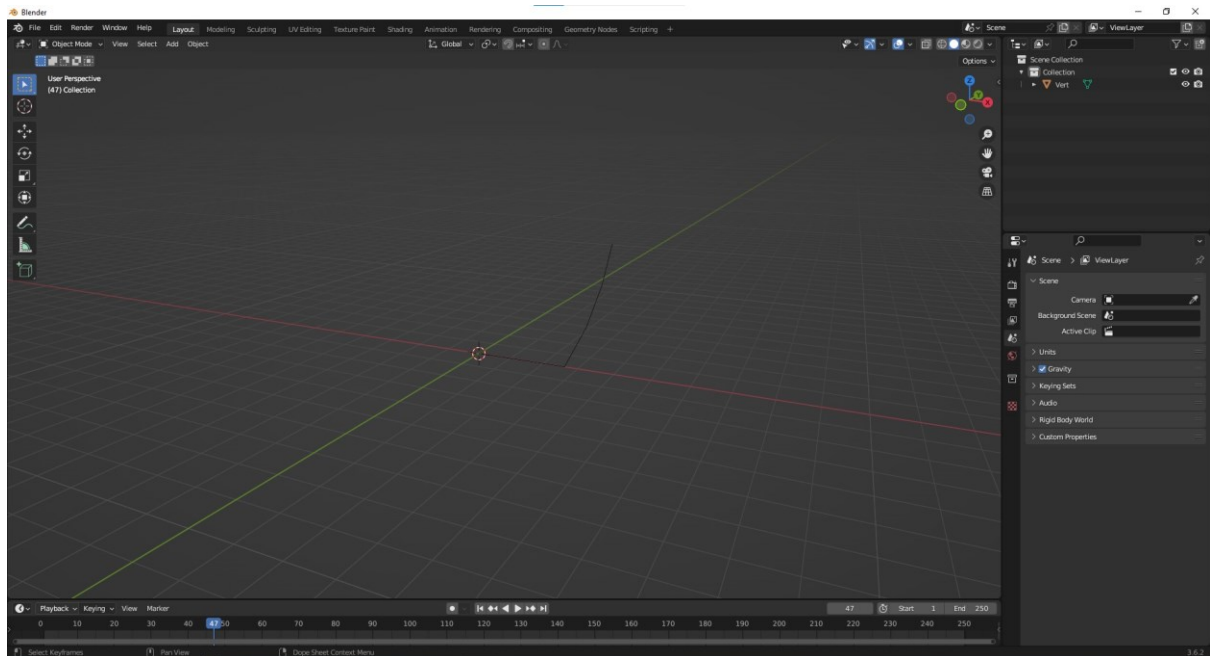 Blender
File Edit Render Window Help Layout Modeling Sculpting UV Editing Texture Paint Shading Animation Rendering Compositing Geometry Nodes Scripting + Scene ViewLayer
Object Mode View Select Add Object Global
Options
User Perspective
(47) Collection
Z
Y
X
Scene Collection
Collection
Vert
Scene > ViewLayer
Scene
Camera
Background Scene
Active Clip
Units
Gravity
Keying Sets
Audio
Rigid Body World
Custom Properties
Playback Keying View Marker 47 Start 1 End 250
0 10 20 30 40 47 50 60 70 80 90 100 110 120 130 140 150 160 170 180 190 200 210 220 230 240 250
Select Keyframes Pan View Dope Sheet Context Menu 3.6.2